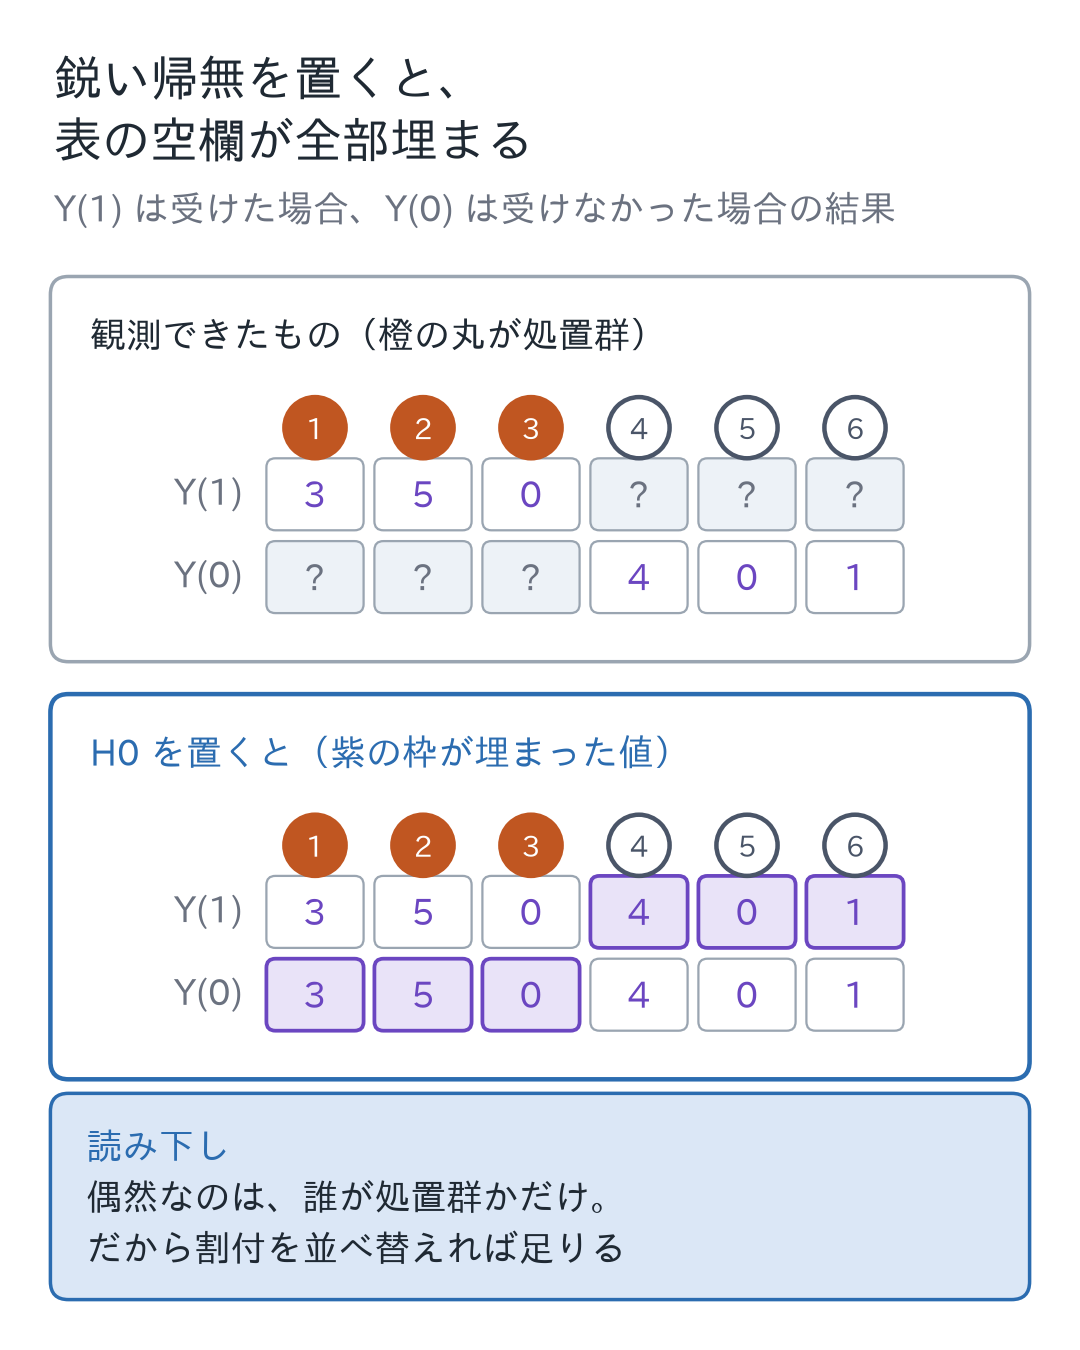 鋭い帰無を置くと、
表の空欄が全部埋まる
Y(1) は受けた場合、Y(0) は受けなかった場合の結果
観測できたもの（橙の丸が処置群）
1 2 3 4 5 6
Y(1) 3 5 0 ? ? ?
Y(0) ? ? ? 4 0 1
H0 を置くと（紫の枠が埋まった値）
1 2 3 4 5 6
Y(1) 3 5 0 4 0 1
Y(0) 3 5 0 4 0 1
読み下し
偶然なのは、誰が処置群かだけ。
だから割付を並べ替えれば足りる